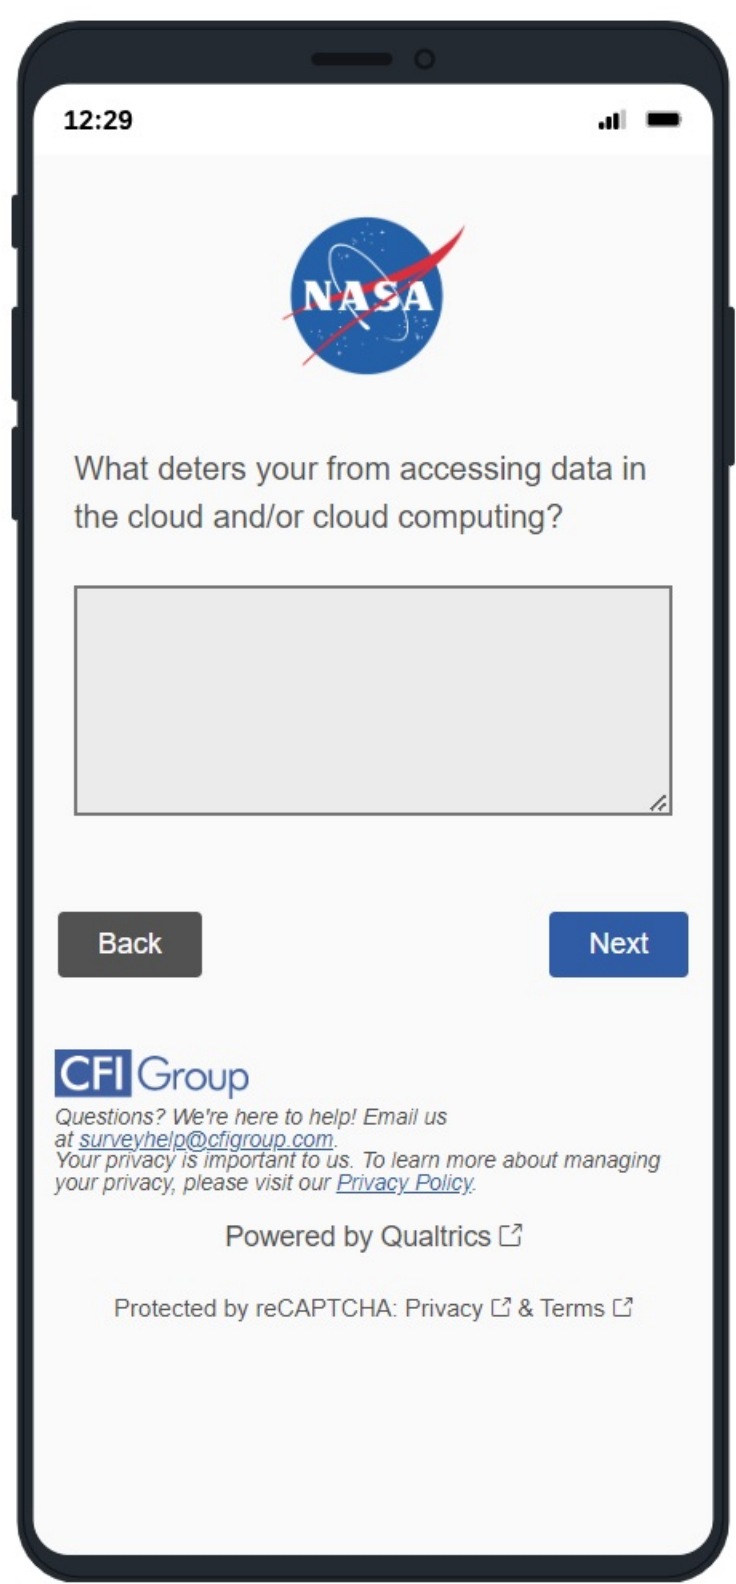 12:29
NASA
What deters your from accessing data in
the cloud and/or cloud computing?
Back
Next
CFI Group
Questions? We're here to help! Email us
at surveyhelp@cfigroup.com.
Your privacy is important to us. To learn more about managing
your privacy, please visit our Privacy Policy.
Powered by Qualtrics
Protected by reCAPTCHA: Privacy & Terms